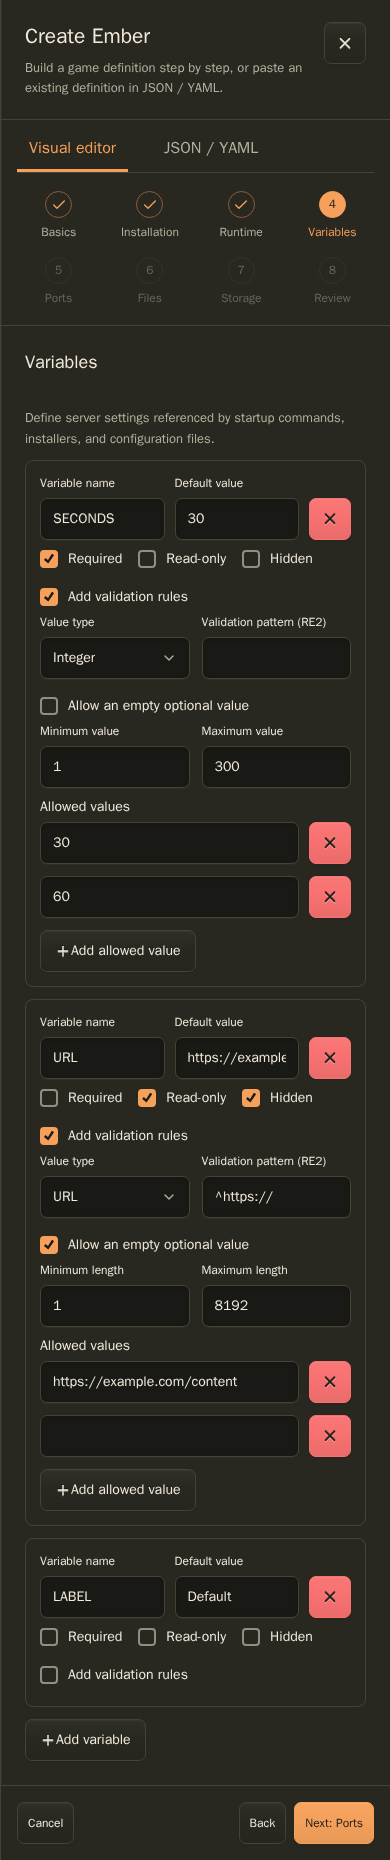 Create Ember
Build a game definition step by step, or paste an
existing definition in JSON / YAML.
Visual editor
JSON / YAML
4
Basics
Installation
Runtime
Variables
5
6
7
8
Ports
Files
Storage
Review
Variables
Define server settings referenced by startup commands,
installers, and configuration files.
Variable name
Default value
SECONDS
30
Required
Read-only
Hidden
Add validation rules
Value type
Validation pattern (RE2)
Integer
Allow an empty optional value
Minimum value
Maximum value
1
300
Allowed values
30
60
+Add allowed value
Variable name
Default value
URL
https://example
Required
Read-only
Hidden
Add validation rules
Value type
Validation pattern (RE2)
URL
^https://
Allow an empty optional value
Minimum length
Maximum length
1
8192
Allowed values
https://example.com/content
+Add allowed value
Variable name
Default value
LABEL
Default
Required
Read-only
Hidden
Add validation rules
+Add variable
Cancel
Back
Next: Ports